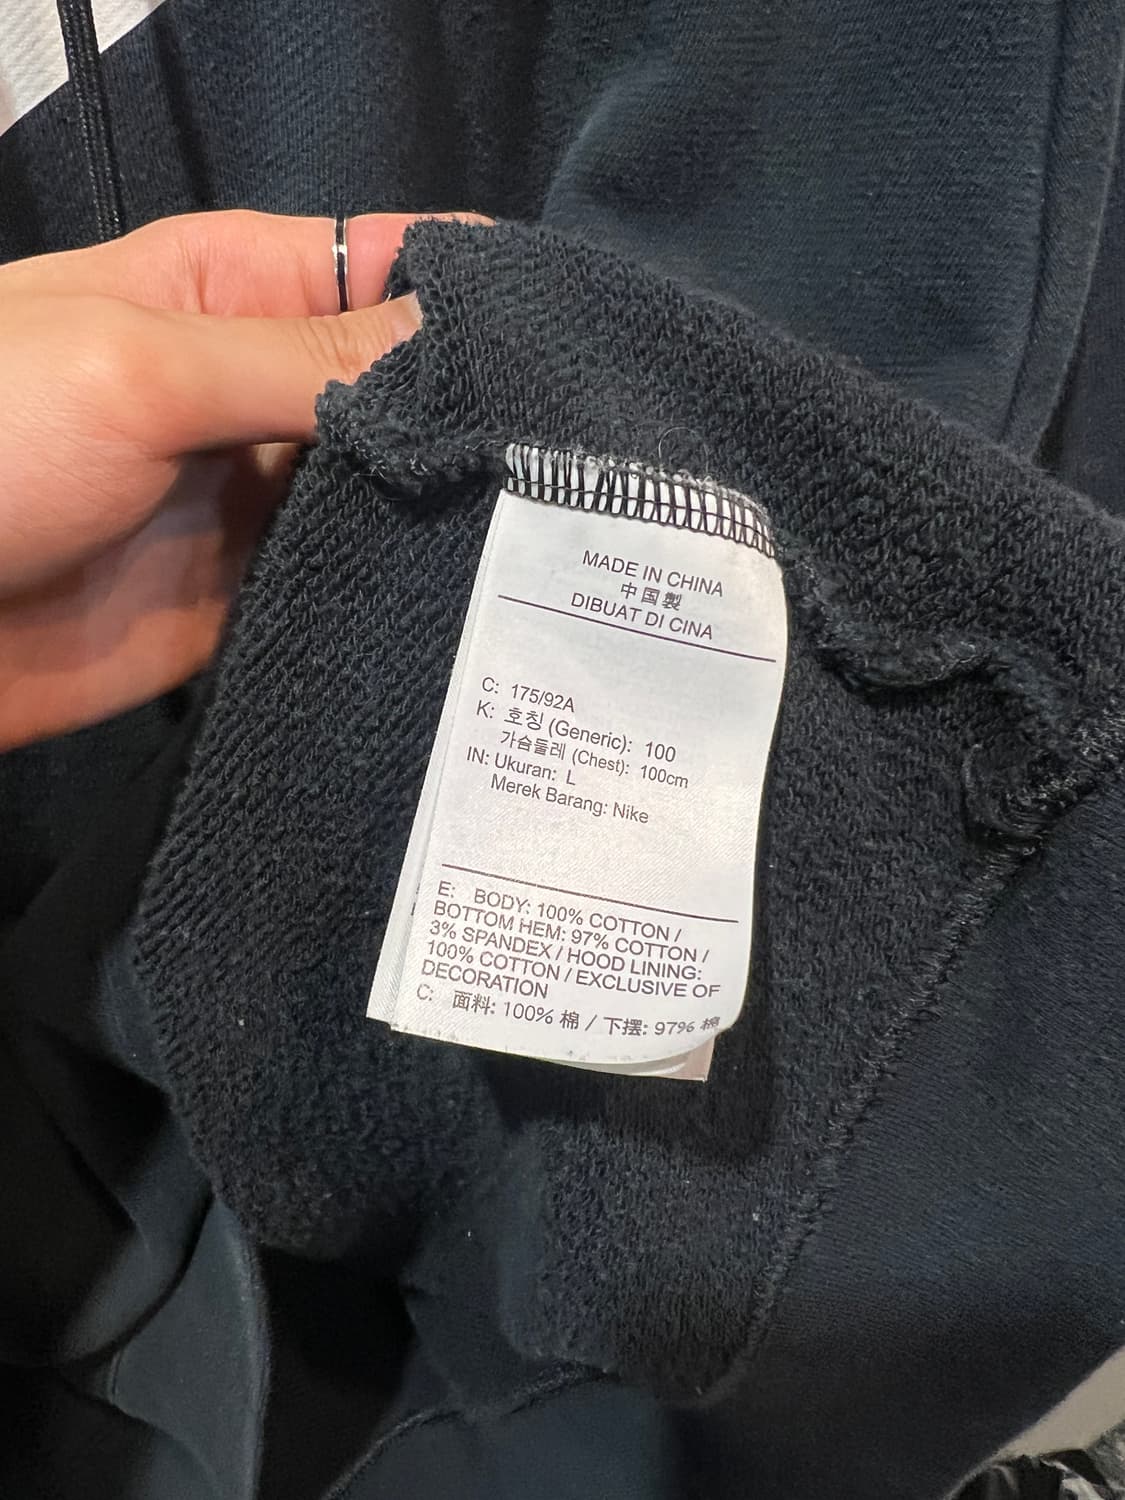 MADE IN CHINA
中国製
DIBUAT DI CINA
C: 175/92A
K: 호칭 (Generic): 100
가슴둘레 (Chest): 100cm
IN: Ukuran: L
Merek Barang: Nike
E: BODY: 100% COTTON /
BOTTOM HEM: 97% COTTON /
3% SPANDEX / HOOD LINING:
100% COTTON / EXCLUSIVE OF
DECORATION
C: 面料: 100% 棉 / 下摆: 97% 棉